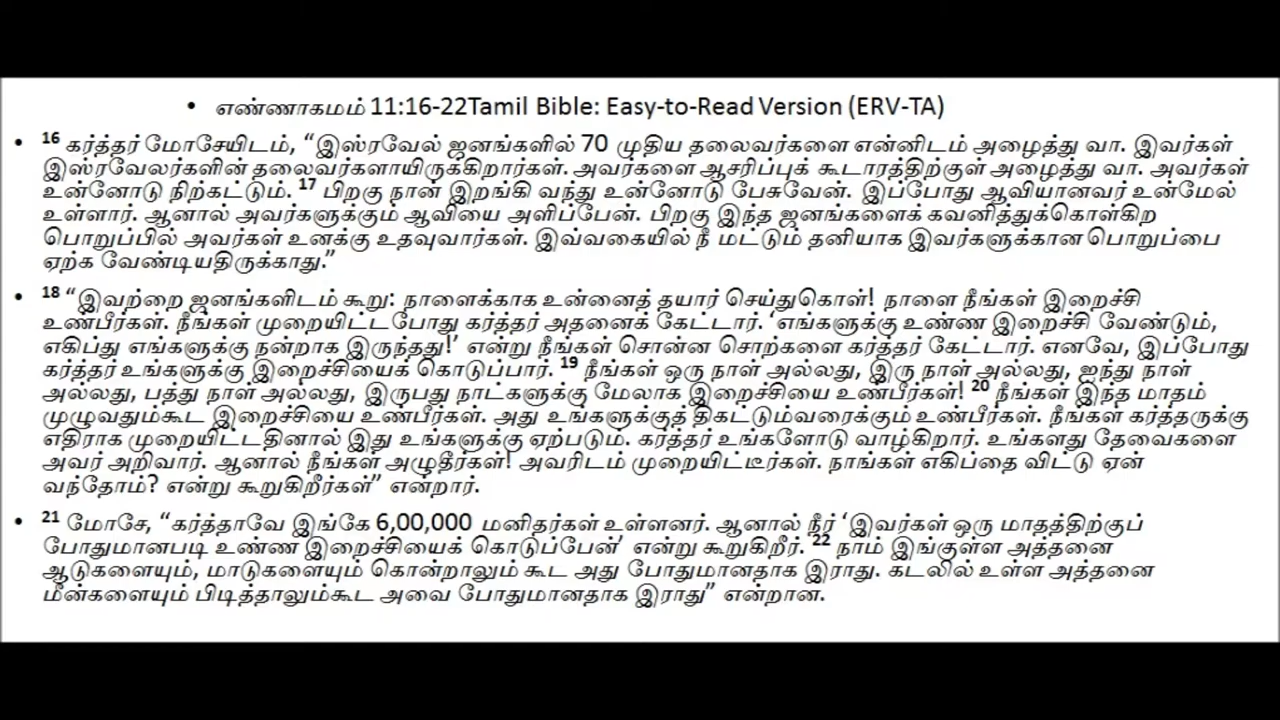 • எண்ணாகமம் 11:16-22Tamil Bible: Easy-to-Read Version (ERV-TA)
• 16 கர்த்தர் மோசேயிடம், “இஸ்ரவேல் ஜனங்களில் 70 முதிய தலைவர்களை என்னிடம் அழைத்து வா. இவர்கள்
இஸ்ரவேலர்களின் தலைவர்களாயிருக்கிறார்கள். அவர்களை ஆசரிப்புக் கூடாரத்திற்குள் அழைத்து வா. அவர்கள்
உன்னோடு நிற்கட்டும். 17 பிறகு நான் இறங்கி வந்து உன்னோடு பேசுவேன். இப்போது ஆவியானவர் உன்மேல்
உள்ளார். ஆனால் அவர்களுக்கும் ஆவியை அளிப்பேன். பிறகு இந்த ஜனங்களைக் கவனித்துக்கொள்கிற
பொறுப்பில் அவர்கள் உனக்கு உதவுவார்கள். இவ்வகையில் நீ மட்டும் தனியாக இவர்களுக்கான பொறுப்பை
ஏற்க வேண்டியதிருக்காது.”
• 18 “இவற்றை ஜனங்களிடம் கூறு: நாளைக்காக உன்னைத் தயார் செய்துகொள்! நாளை நீங்கள் இறைச்சி
உண்பீர்கள். நீங்கள் முறையிட்டபோது கர்த்தர் அதனைக் கேட்டார். ‘எங்களுக்கு உண்ண இறைச்சி வேண்டும்,
எகிப்து எங்களுக்கு நன்றாக இருந்தது!’ என்று நீங்கள் சொன்ன சொற்களை கர்த்தர் கேட்டார். எனவே, இப்போது
கர்த்தர் உங்களுக்கு இறைச்சியைக் கொடுப்பார். 19 நீங்கள் ஒரு நாள் அல்லது, இரு நாள் அல்லது, ஐந்து நாள்
அல்லது, பத்து நாள் அல்லது, இருபது நாட்களுக்கு மேலாக இறைச்சியை உண்பீர்கள்! 20 நீங்கள் இந்த மாதம்
முழுவதும்கூட இறைச்சியை உண்பீர்கள். அது உங்களுக்குத் திகட்டும்வரைக்கும் உண்பீர்கள். நீங்கள் கர்த்தருக்கு
எதிராக முறையிட்டதினால் இது உங்களுக்கு ஏற்படும். கர்த்தர் உங்களோடு வாழ்கிறார். உங்களது தேவைகளை
அவர் அறிவார். ஆனால் நீங்கள் அழுதீர்கள்! அவரிடம் முறையிட்டீர்கள். நாங்கள் எகிப்தை விட்டு ஏன்
வந்தோம்? என்று கூறுகிறீர்கள்” என்றார்.
• 21 மோசே, “கர்த்தாவே இங்கே 6,00,000 மனிதர்கள் உள்ளனர். ஆனால் நீர் ‘இவர்கள் ஒரு மாதத்திற்குப்
போதுமானபடி உண்ண இறைச்சியைக் கொடுப்பேன்’ என்று கூறுகிறீர். 22 நாம் இங்குள்ள அத்தனை
ஆடுகளையும், மாடுகளையும் கொன்றாலும் கூட அது போதுமானதாக இராது. கடலில் உள்ள அத்தனை
மீன்களையும் பிடித்தாலும்கூட அவை போதுமானதாக இராது” என்றான.